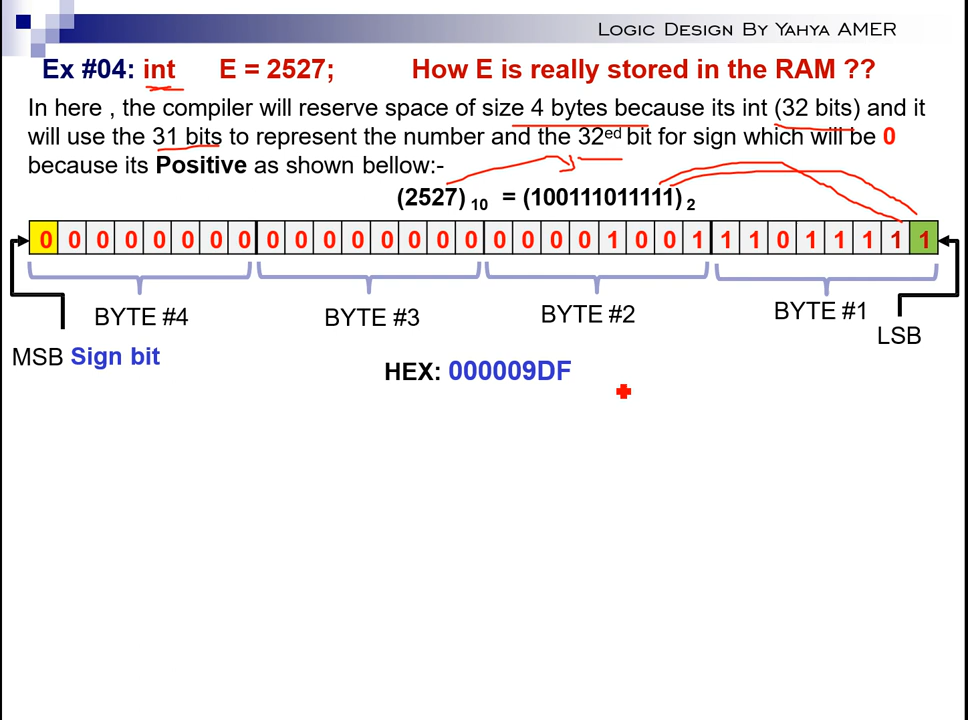 LOGIC DESIGN BY YAHYA AMER
Ex #04: int E = 2527; How E is really stored in the RAM ??
In here , the compiler will reserve space of size 4 bytes because its int (32 bits) and it
will use the 31 bits to represent the number and the 32ed bit for sign which will be 0
because its Positive as shown bellow:-
(2527) 10 = (100111011111) 2
0 0 0 0 0 0 0 0 0 0 0 0 0 0 0 0 0 0 0 0 1 0 0 1 1 1 0 1 1 1 1 1
BYTE #4 BYTE #3 BYTE #2 BYTE #1
LSB
MSB Sign bit
HEX: 000009DF